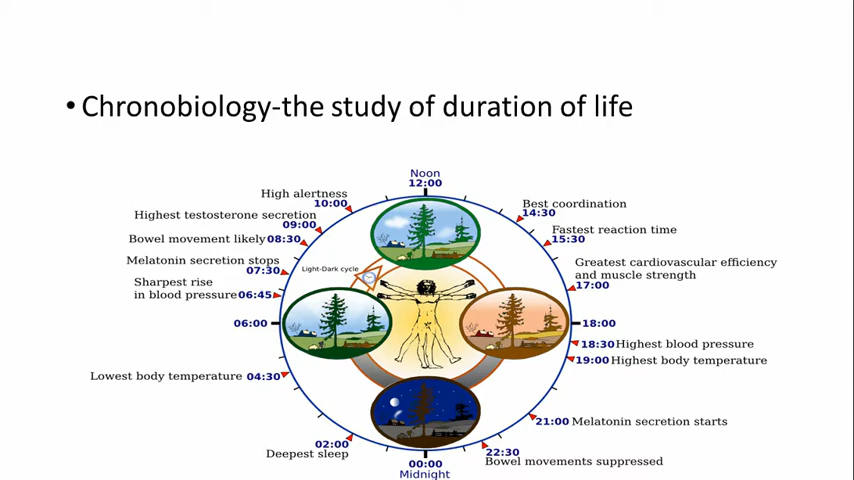 • Chronobiology-the study of duration of life
Noon
12:00
High alertness
10:00
Highest testosterone secretion
09:00
Bowel movement likely 08:30
Melatonin secretion stops
07:30
Light-Dark cycle
Sharpest rise
in blood pressure 06:45
06:00
Lowest body temperature 04:30
02:00
Deepest sleep
00:00
Midnight
Best coordination
14:30
Fastest reaction time
15:30
Greatest cardiovascular efficiency
and muscle strength
17:00
18:00
18:30 Highest blood pressure
19:00 Highest body temperature
21:00 Melatonin secretion starts
22:30
Bowel movements suppressed